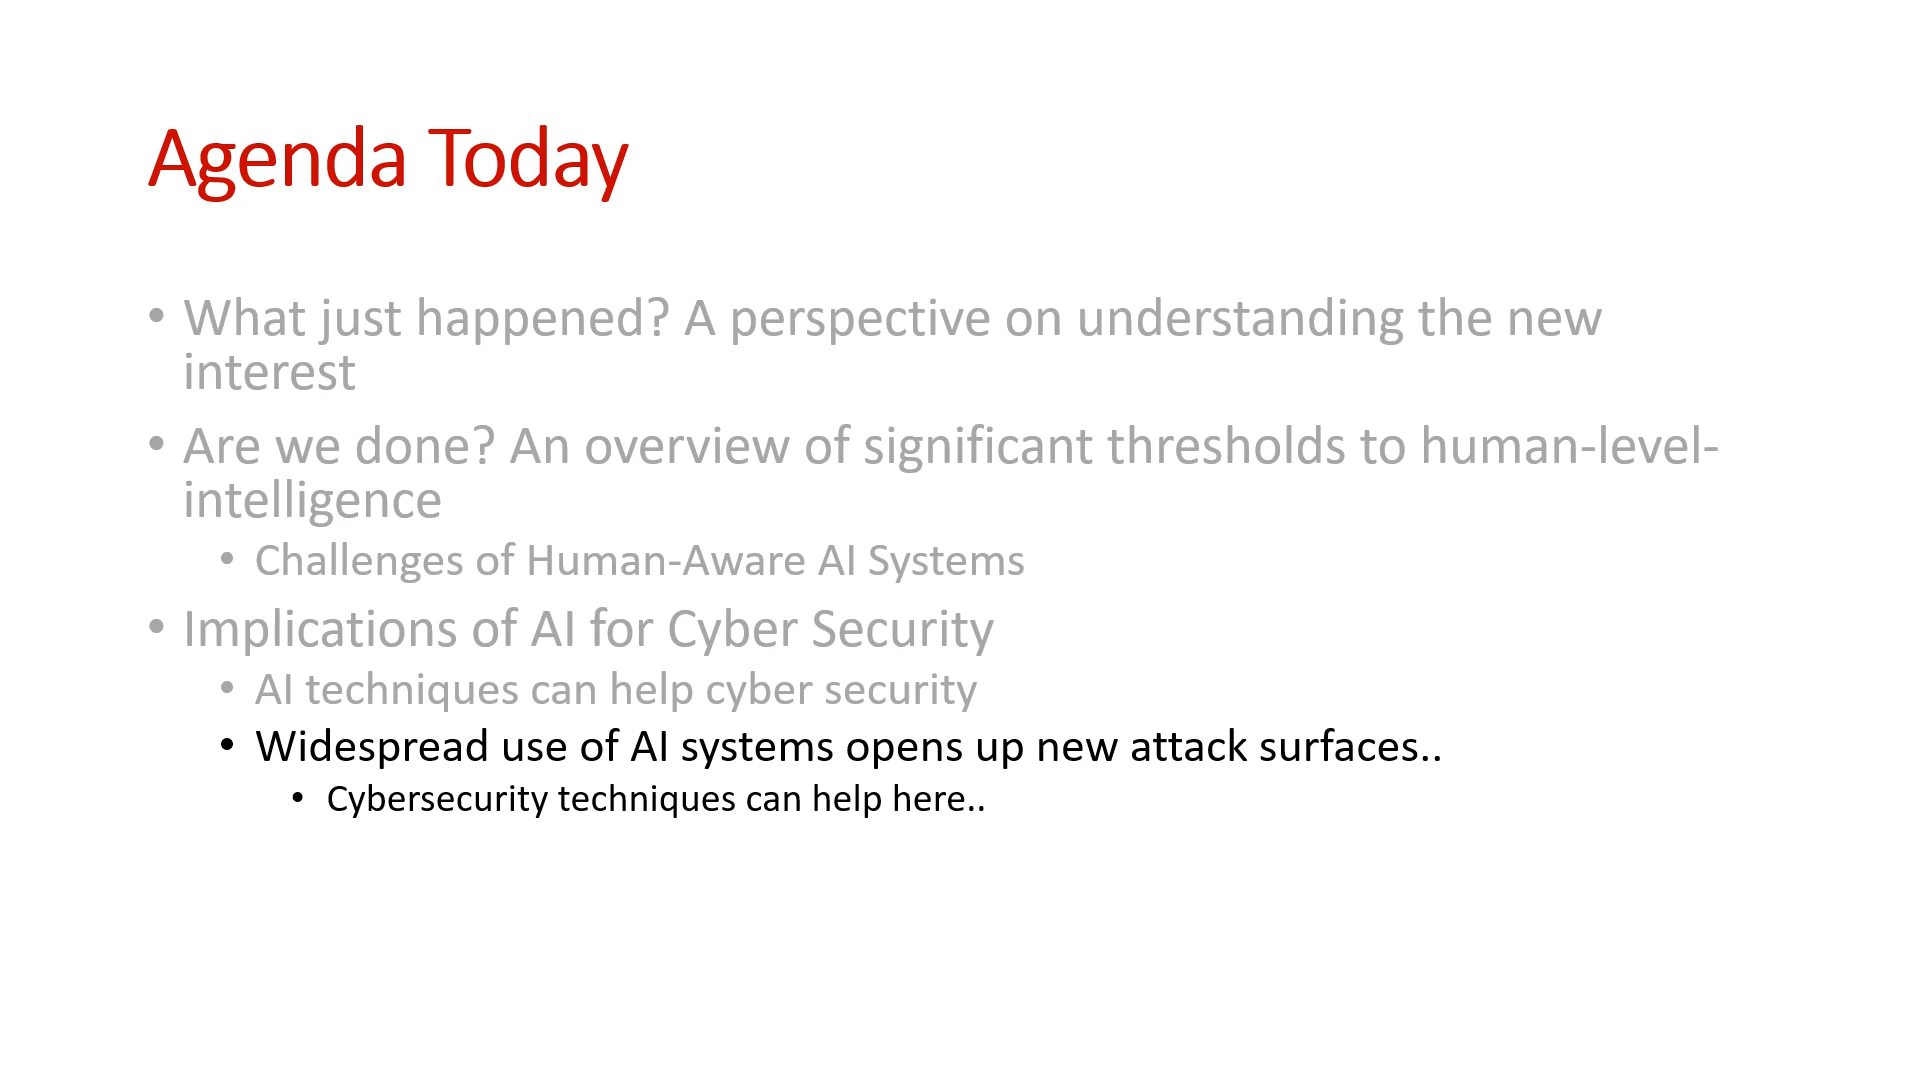 Agenda Today
• What just happened? A perspective on understanding the new
interest
• Are we done? An overview of significant thresholds to human-level-
intelligence
• Challenges of Human-Aware AI Systems
• Implications of AI for Cyber Security
• AI techniques can help cyber security
• Widespread use of AI systems opens up new attack surfaces..
• Cybersecurity techniques can help here..